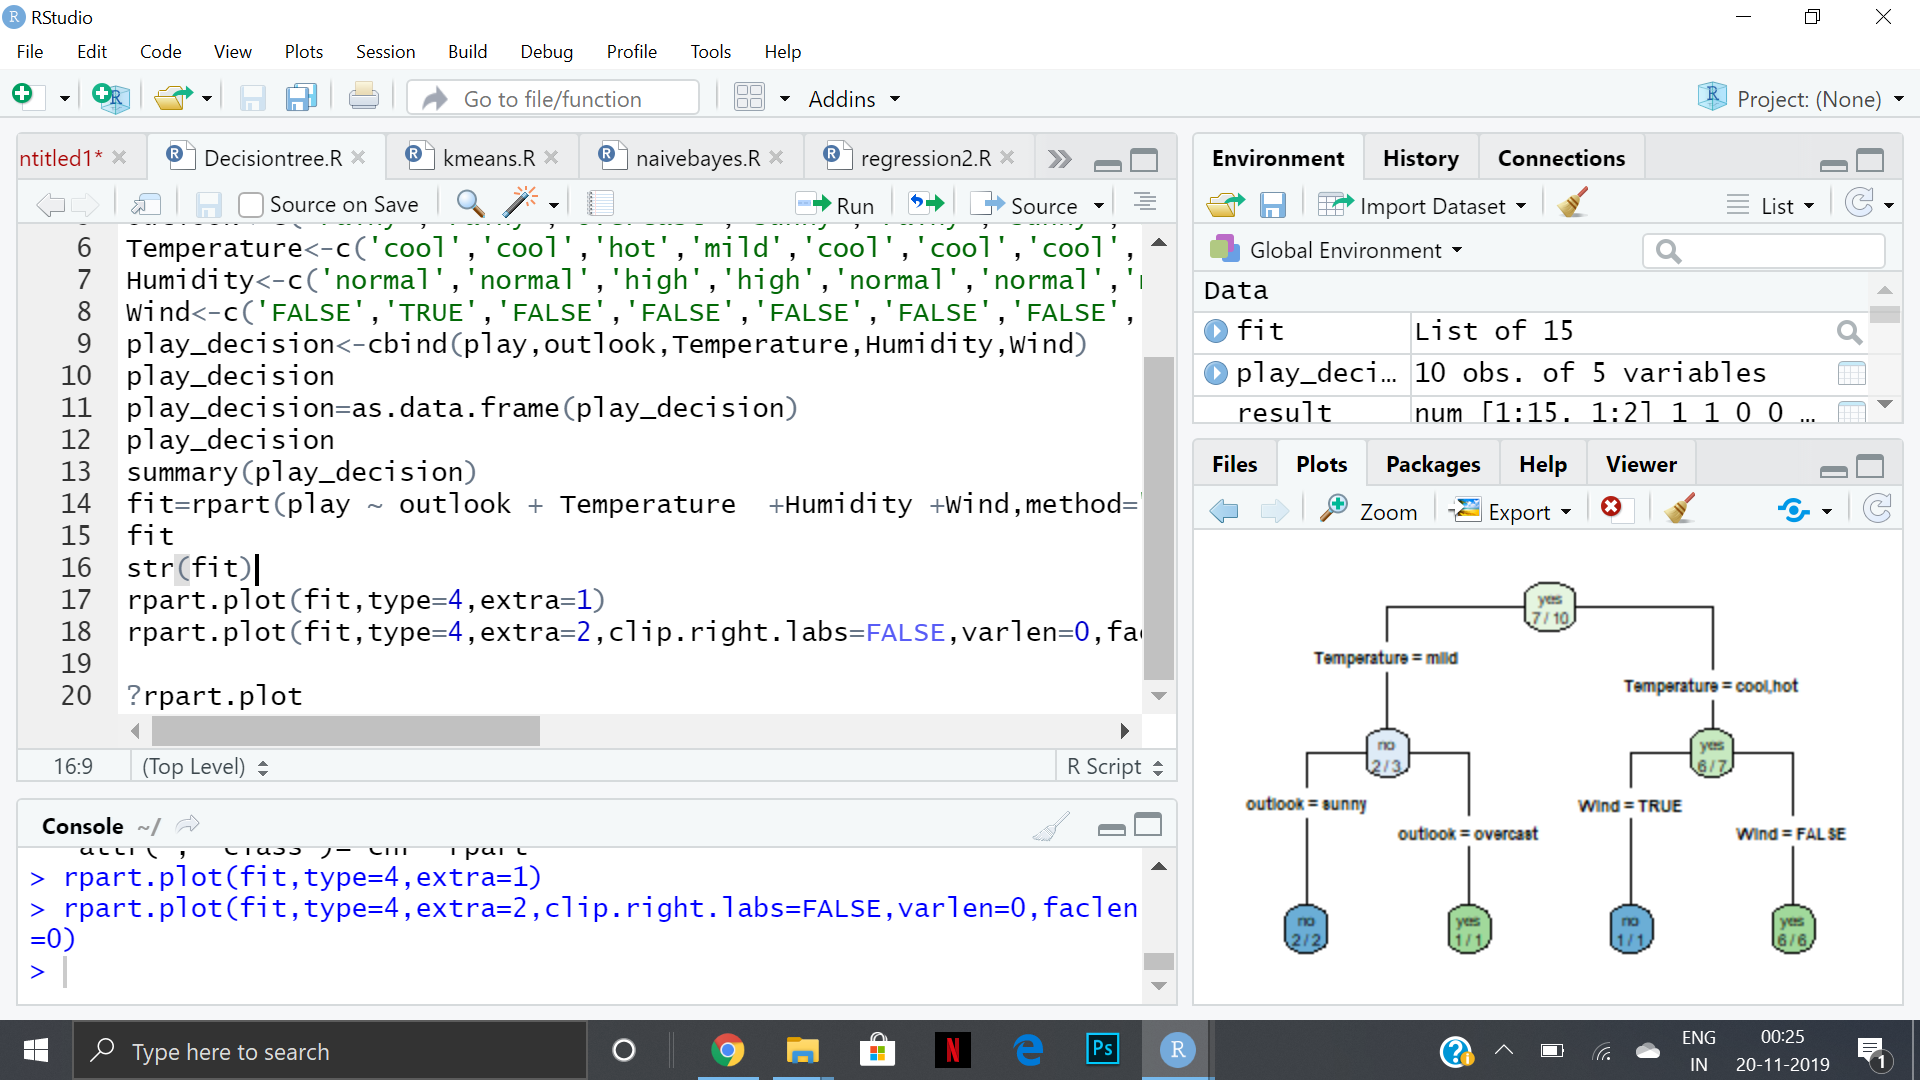 RStudio
File Edit Code View Plots Session Build Debug Profile Tools Help
Go to file/function
Addins
Project: (None)
ntitled1*
Decisiontree.R
kmeans.R
naivebayes.R
regression2.R
Source on Save
Run
Source
6 Temperature<-c('cool','cool','hot','mild','cool','cool','cool',
7 Humidity<-c('normal','normal','high','high','normal','normal','
8 Wind<-c('FALSE','TRUE','FALSE','FALSE','FALSE','FALSE','FALSE',
9 play_decision<-cbind(play,outlook,Temperature,Humidity,Wind)
10 play_decision
11 play_decision=as.data.frame(play_decision)
12 play_decision
13 summary(play_decision)
14 fit=rpart(play ~ outlook + Temperature  +Humidity +Wind,method=
15 fit
16 str(fit)
17 rpart.plot(fit,type=4,extra=1)
18 rpart.plot(fit,type=4,extra=2,clip.right.labs=FALSE,varlen=0,fac
19
20 ?rpart.plot
16:9
(Top Level)
R Script
Console ~/
> rpart.plot(fit,type=4,extra=1)
> rpart.plot(fit,type=4,extra=2,clip.right.labs=FALSE,varlen=0,faclen
=0)
>
Environment History Connections
Import Dataset
List
Global Environment
Data
fit List of 15
play_deci... 10 obs. of 5 variables
result num [1:15, 1:2] 1 1 0 0 ...
Files Plots Packages Help Viewer
Zoom
Export
yes
7 / 10
Temperature = mild
Temperature = cool,hot
no
2 / 3
yes
6 / 7
outlook = sunny
outlook = overcast
Wind = TRUE
Wind = FALSE
no
2 / 2
yes
1 / 1
no
1 / 1
yes
6 / 6
Type here to search
N
Ps
R
ENG
IN
00:25
20-11-2019
1